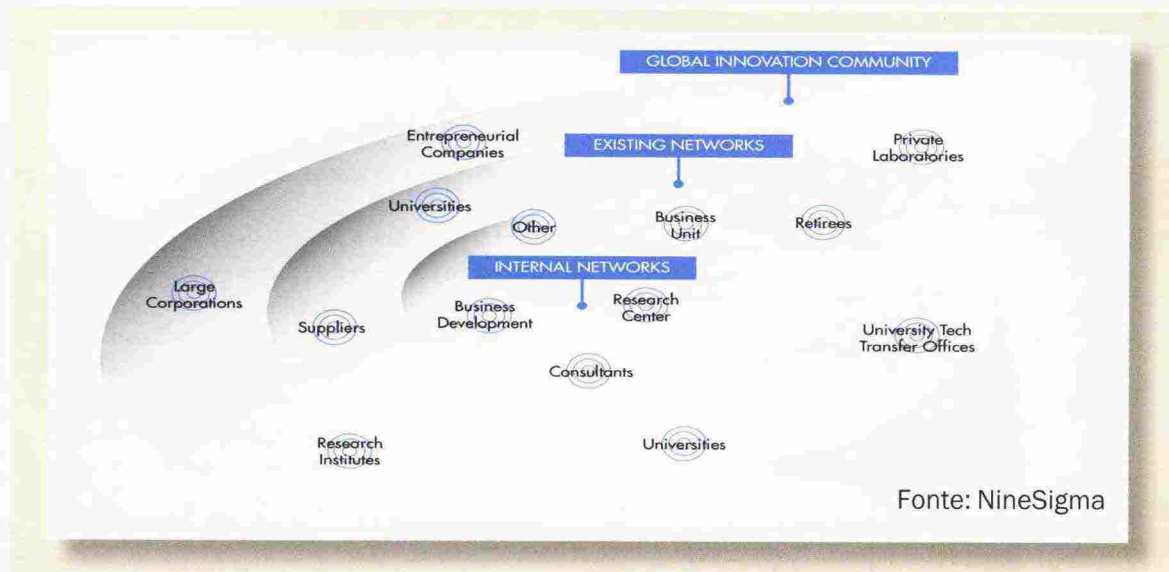 GLOBAL INNOVATION COMMUNITY
Entrepreneurial
Companies
EXISTING NETWORKS
Private
Laboratories
Universities
Other
Business
Unit
Retirees
INTERNAL NETWORKS
Large
Corporations
Suppliers
Business
Development
Research
Center
University Tech
Transfer Offices
Consultants
Research
Institutes
Universities
Fonte: NineSigma